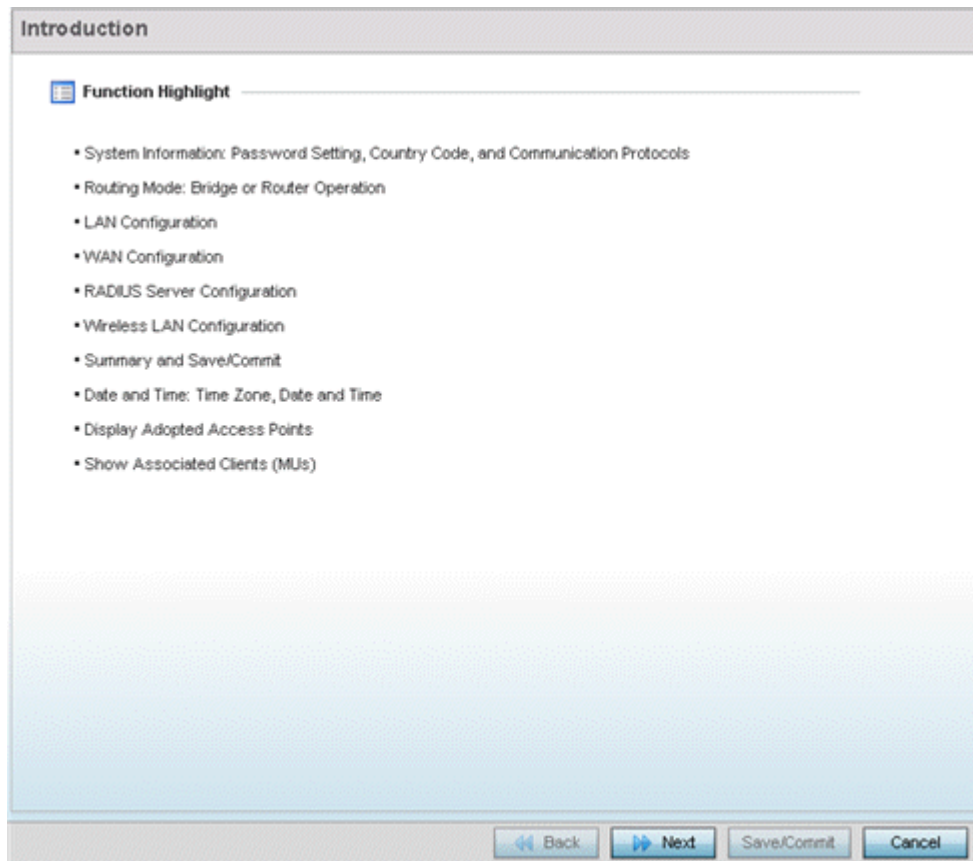 Introduction
Function Highlight
• System Information: Password Setting, Country Code, and Communication Protocols
• Routing Mode: Bridge or Router Operation
• LAN Configuration
• WAN Configuration
• RADIUS Server Configuration
• Wireless LAN Configuration
• Summary and Save/Commit
• Date and Time: Time Zone, Date and Time
• Display Adopted Access Points
• Show Associated Clients (MUs)
Back Next Save/Commit Cancel